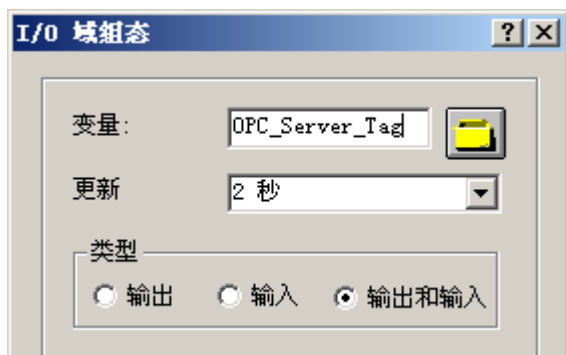 I/O 域组态
变量: OPC_Server_Tag
更新 2 秒
类型
输出 输入 输出和输入